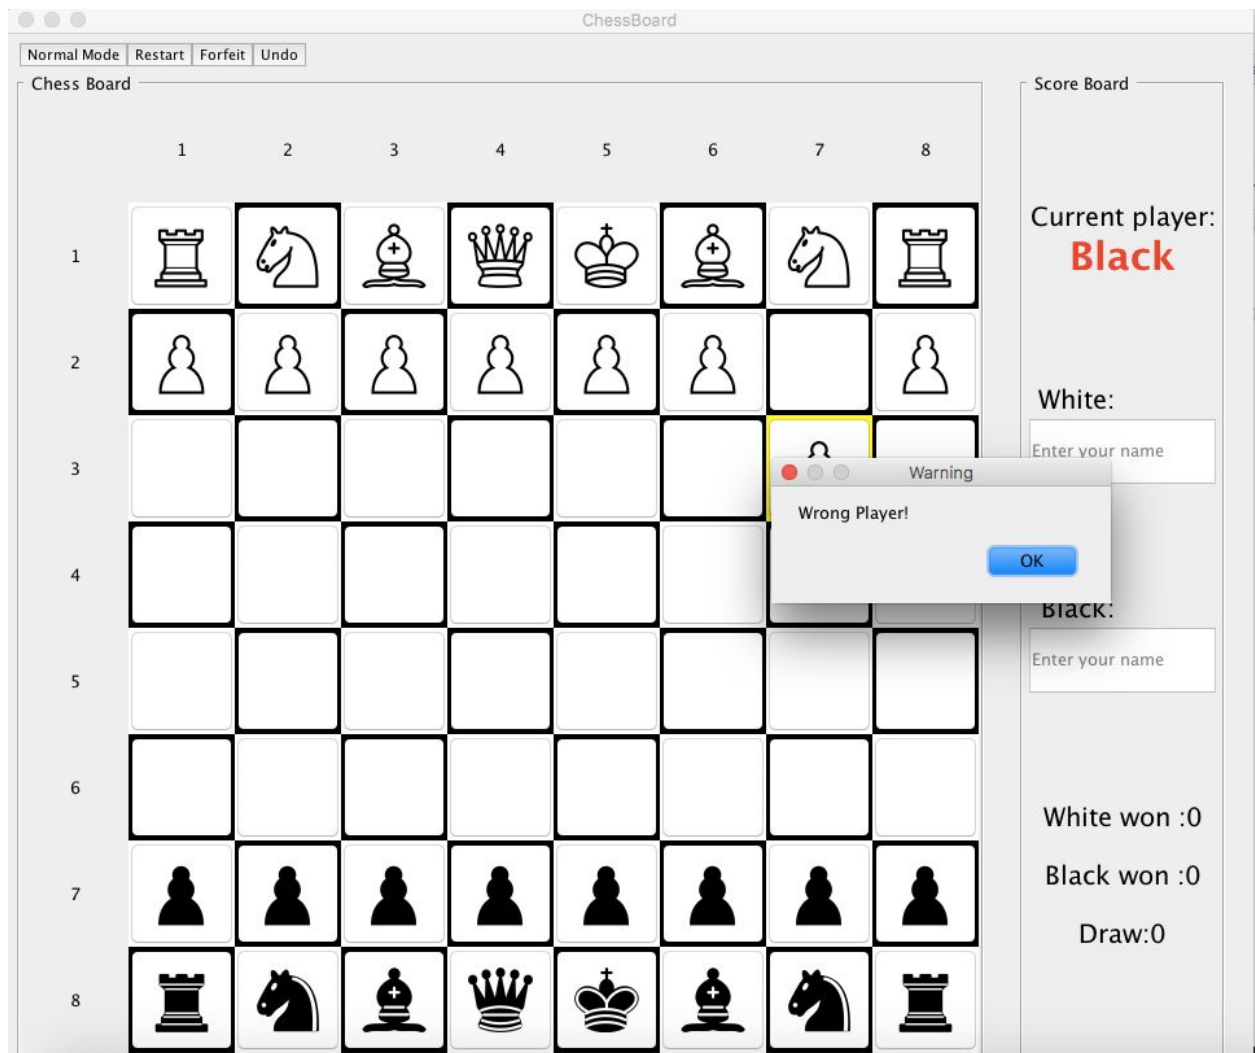 ChessBoard
Normal Mode Restart Forfeit Undo
Chess Board
Score Board
1 2 3 4 5 6 7 8
1
2
3
4
5
6
7
8
Current player:
Black
White:
Enter your name
Warning
Wrong Player!
OK
Black:
Enter your name
White won :0
Black won :0
Draw:0